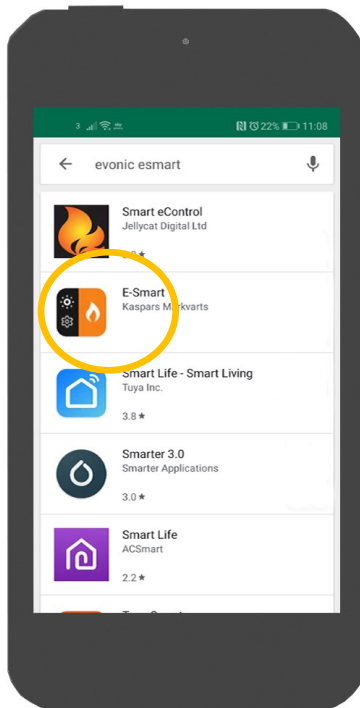 3
22% 11:08
evonic esmart
Smart eControl
Jellycat Digital Ltd
E-Smart
Kaspars Markvarts
Smart Life - Smart Living
Tuya Inc.
3.8 ★
Smarter 3.0
Smarter Applications
3.0 ★
Smart Life
ACSmart
2.2 ★